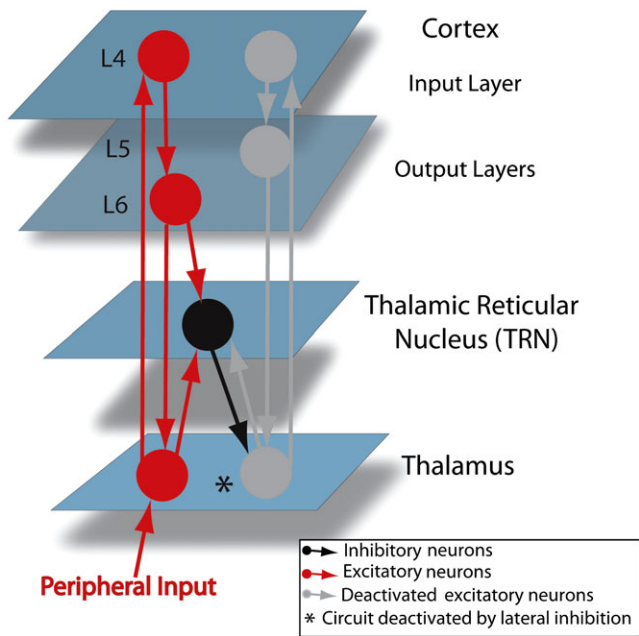 Cortex
L4
Input Layer
L5
Output Layers
L6
Thalamic Reticular
Nucleus (TRN)
Thalamus
*
Peripheral Input
Inhibitory neurons
Excitatory neurons
Deactivated excitatory neurons
* Circuit deactivated by lateral inhibition